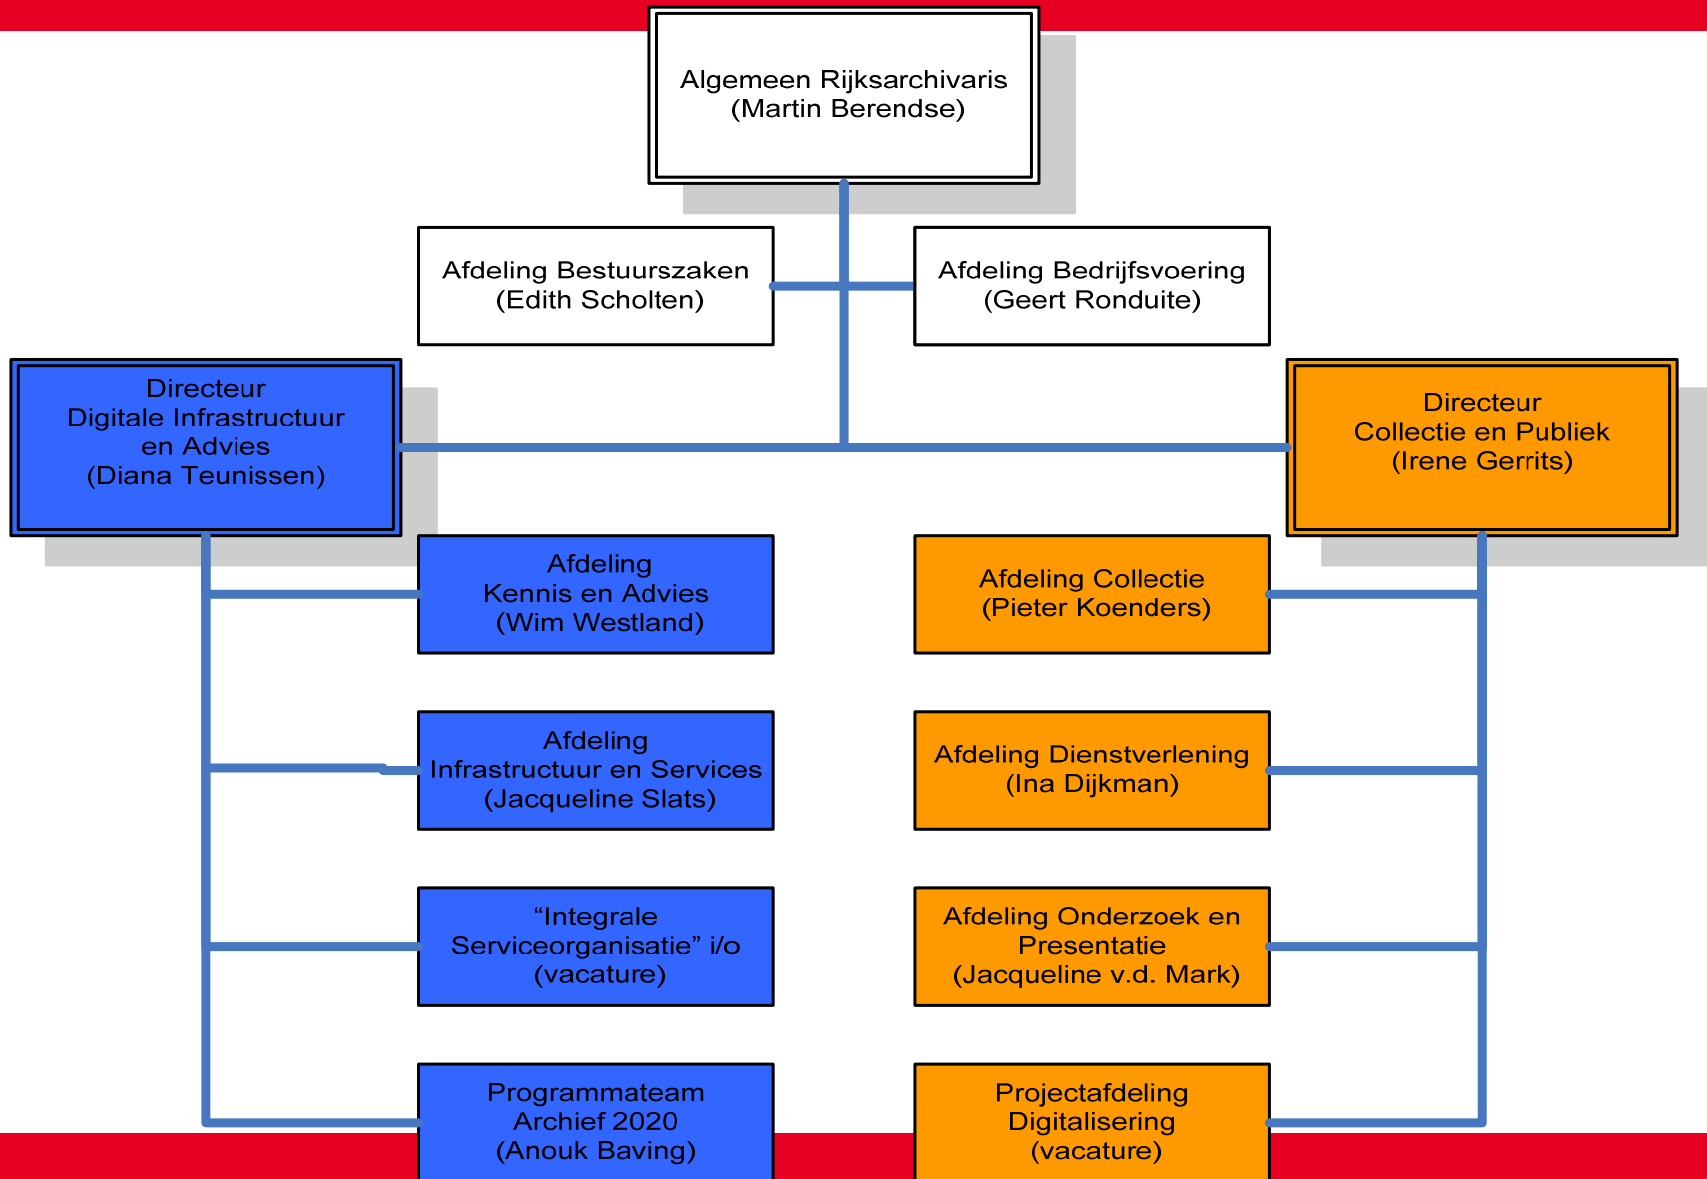 Algemeen Rijksarchivaris
(Martin Berendse)
Afdeling Bestuurszaken
(Edith Scholten)
Afdeling Bedrijfsvoering
(Geert Ronduite)
Directeur
Digitale Infrastructuur
en Advies
(Diana Teunissen)
Directeur
Collectie en Publiek
(Irene Gerrits)
Afdeling
Kennis en Advies
(Wim Westland)
Afdeling Collectie
(Pieter Koenders)
Afdeling
Infrastructuur en Services
(Jacqueline Slats)
Afdeling Dienstverlening
(Ina Dijkman)
“Integrale
Serviceorganisatie” i/o
(vacature)
Afdeling Onderzoek en
Presentatie
(Jacqueline v.d. Mark)
Programmateam
Archief 2020
(Anouk Baving)
Projectafdeling
Digitalisering
(vacature)